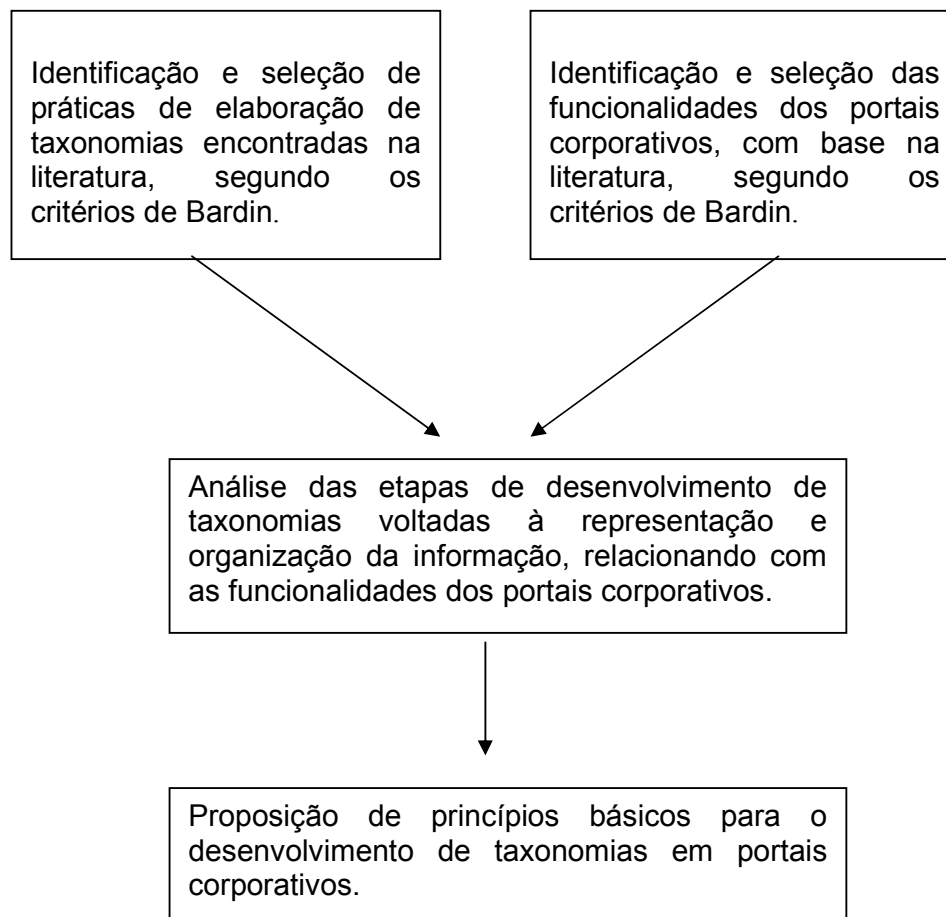 Identificação e seleção de
práticas de elaboração de
taxonomias encontradas na
literatura, segundo os
critérios de Bardin.
Identificação e seleção das
funcionalidades dos portais
corporativos, com base na
literatura, segundo os
critérios de Bardin.
Análise das etapas de desenvolvimento de
taxonomias voltadas à representação e
organização da informação, relacionando com
as funcionalidades dos portais corporativos.
Proposição de princípios básicos para o
desenvolvimento de taxonomias em portais
corporativos.